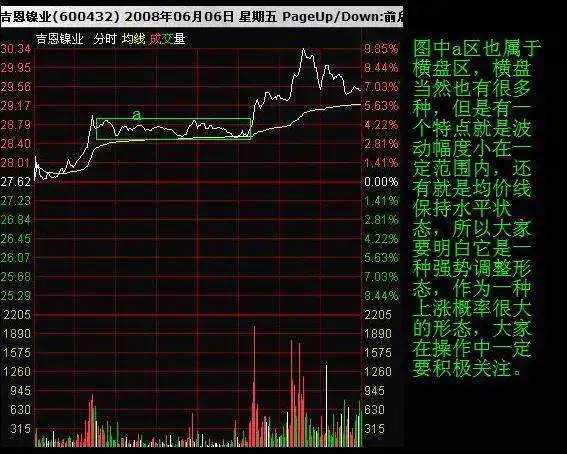 吉恩镍业(600432) 2008年06月06日 星期五 PageUp/Down:前后
吉恩镍业 分时 均线 成交量
30.34 9.85%
29.95 8.44%
29.56 7.03%
29.17 5.63%
28.79 4.22%
28.40 2.81%
28.01 1.41%
27.62 0.00%
27.23 1.41%
26.84 2.81%
26.45 4.22%
26.07 5.63%
25.68 7.03%
25.29 8.44%
2205 2205
1890 1890
1575 1575
1260 1260
945 945
630 630
315 315
a
图中a区也属于
横盘区，横盘
当然也有很多
种，但是有一
个特点就是波
动幅度小在一
定范围内，还
有就是均价线
保持水平状
态，所以大家
要明白它是一
种强势调整形
态，作为一种
上涨概率很大
的形态，大家
在操作中一定
要积极关注。